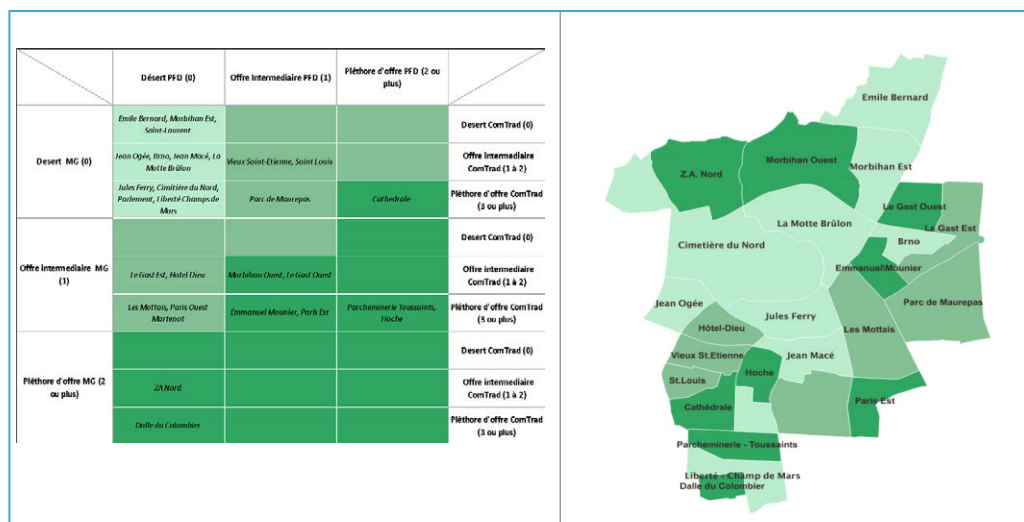 Désert PFD (0)
Offre Intermediaire PFD (1)
Pléthore d'offre PFD (2 ou
plus)
Desert MG (0)
Emile Bernard, Morbihan Est,
Saint-Laurent
Desert ComTrad (0)
Jean Ogée, Brno, Jean Macé, La
Motte Brûlon
Vieux Saint-Etienne, Saint Louis
Offre intermediaire
ComTrad (1 à 2)
Jules Ferry, Cimitière du Nord,
Parlement, Liberté Champs de
Mars
Parc de Maurepas
Cathedrale
Pléthore d'offre ComTrad
(3 ou plus)
Offre intermediaire MG
(1)
Desert ComTrad (0)
Le Gast Est, Hotel Dieu
Morbihan Ouest, Le Gast Ouest
Offre intermediaire
ComTrad (1 à 2)
Les Mottais, Paris Ouest
Martenot
Emmanuel Mounier, Paris Est
Parcheminerie Toussaints,
Hoche
Pléthore d'offre ComTrad
(3 ou plus)
Pléthore d'offre MG (2
ou plus)
Desert ComTrad (0)
ZA Nord
Offre intermediaire
ComTrad (1 à 2)
Dalle du Colombier
Pléthore d'offre ComTrad
(3 ou plus)
Emile Bernard
Morbihan Ouest
Morbihan Est
Z.A. Nord
Le Gast Ouest
La Motte Brûlon
Le Gast Est
Cimetière du Nord
Brno
Emmanuel\Mounier
Jean Ogée
Parc de Maurepas
Jules Ferry
Hôtel-Dieu
Les Mottais
Vieux St.Etienne
Jean Macé
Hoche
St.Louis
Cathédrale
Paris Est
Parcheminerie - Toussaints
Liberté - Champ de Mars
Dalle du Colombier